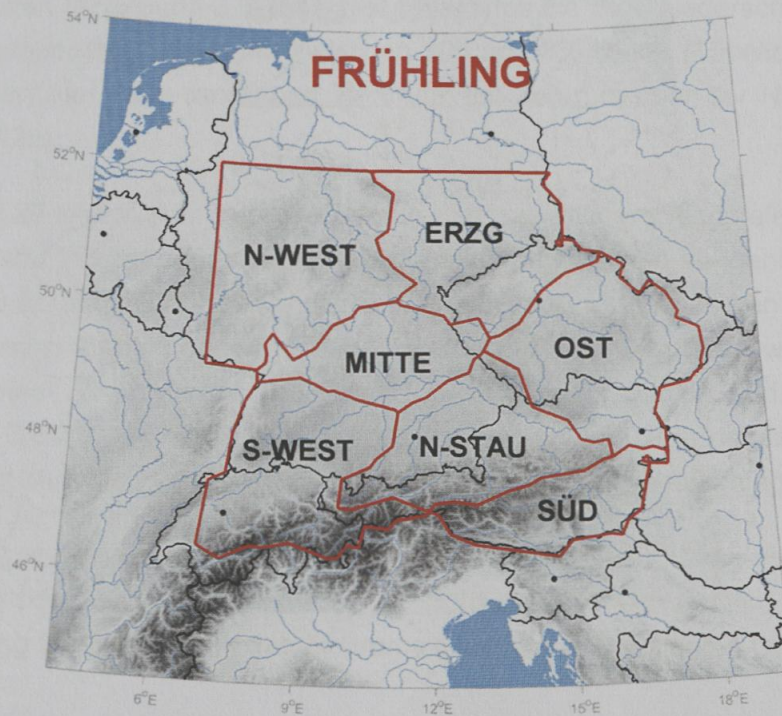 54°N
FRÜHLING
52°N
ERZG
N-WEST
50°N
OST
MITTE
48°N
S-WEST
N-STAU
SÜD
46°N
6°E
9°E
12°E
15°E
18°E